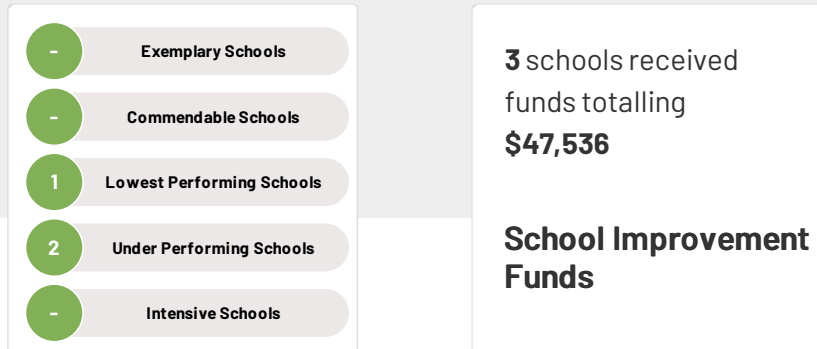 - Exemplary Schools
- Commendable Schools
1 Lowest Performing Schools
2 Under Performing Schools
- Intensive Schools
3 schools received
funds totalling
$47,536
School Improvement
Funds